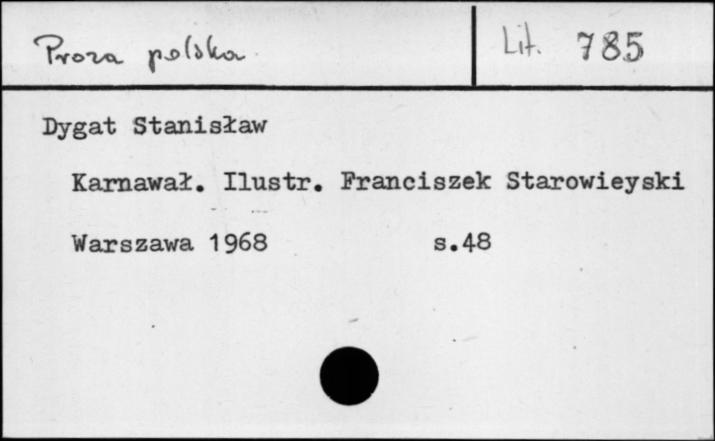 Proza polska
Lit. 785
Dygat Stanisław
Karnawał. Ilustr. Franciszek Starowieyski
Warszawa 1968 s.48